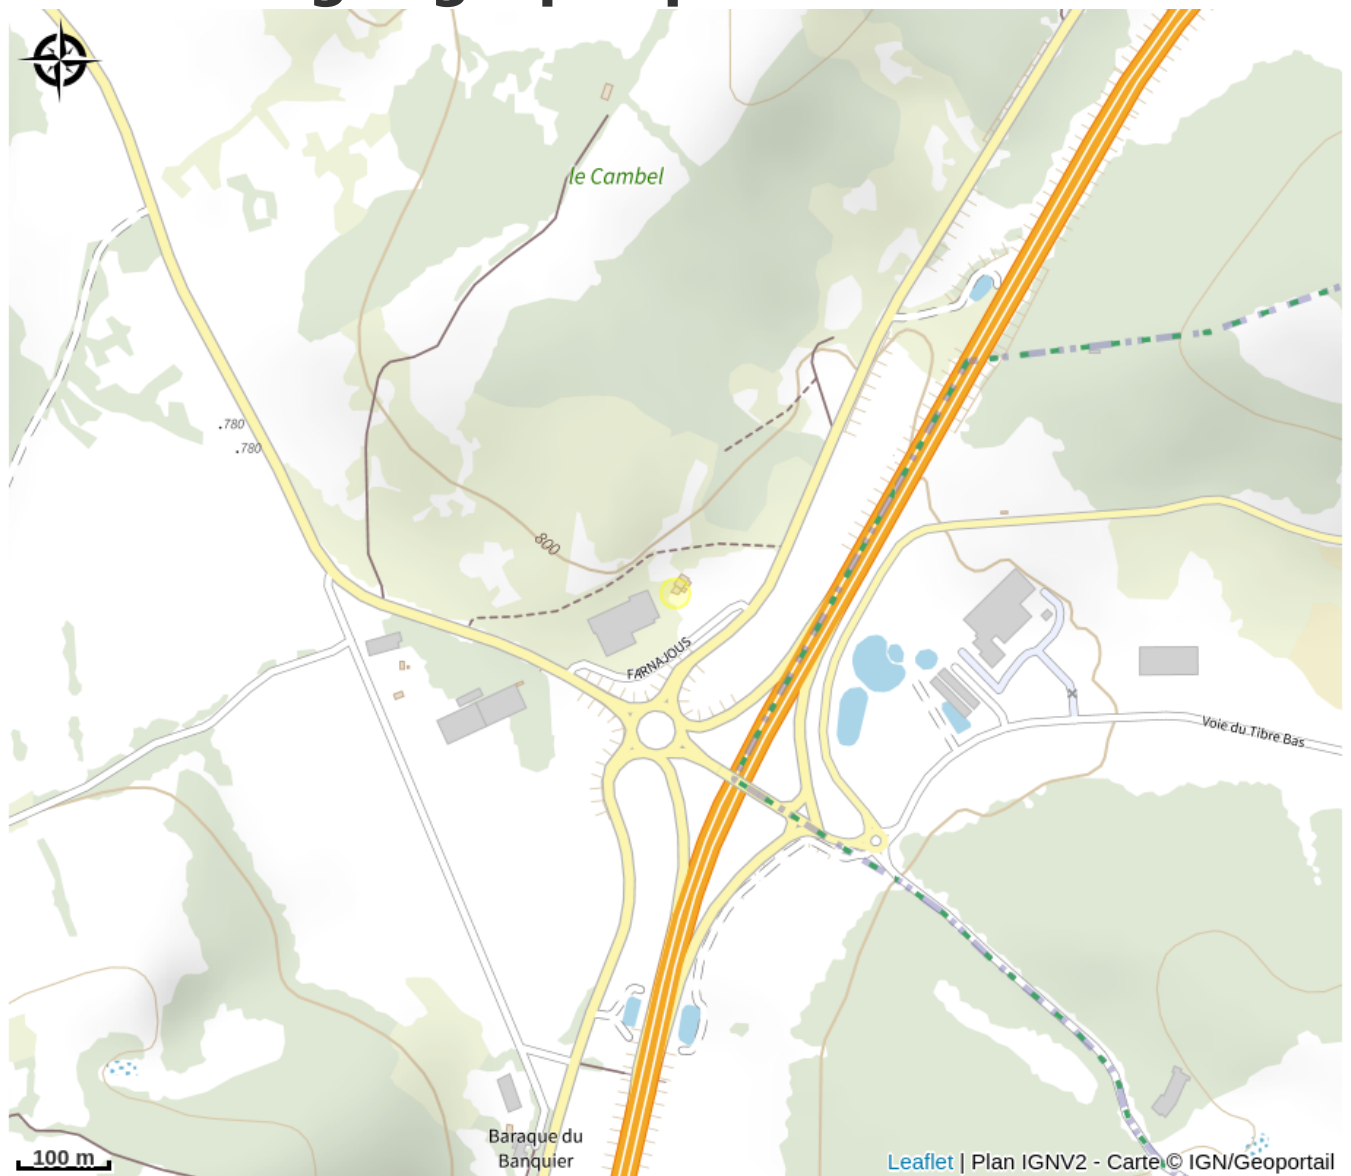 le Cambel
.780
.780
800
FARNAJOUS
Voie du Tibre Bas
Baraque du
Banquier
100 m
Leaflet | Plan IGNV2 - Carte © IGN/Geoportail